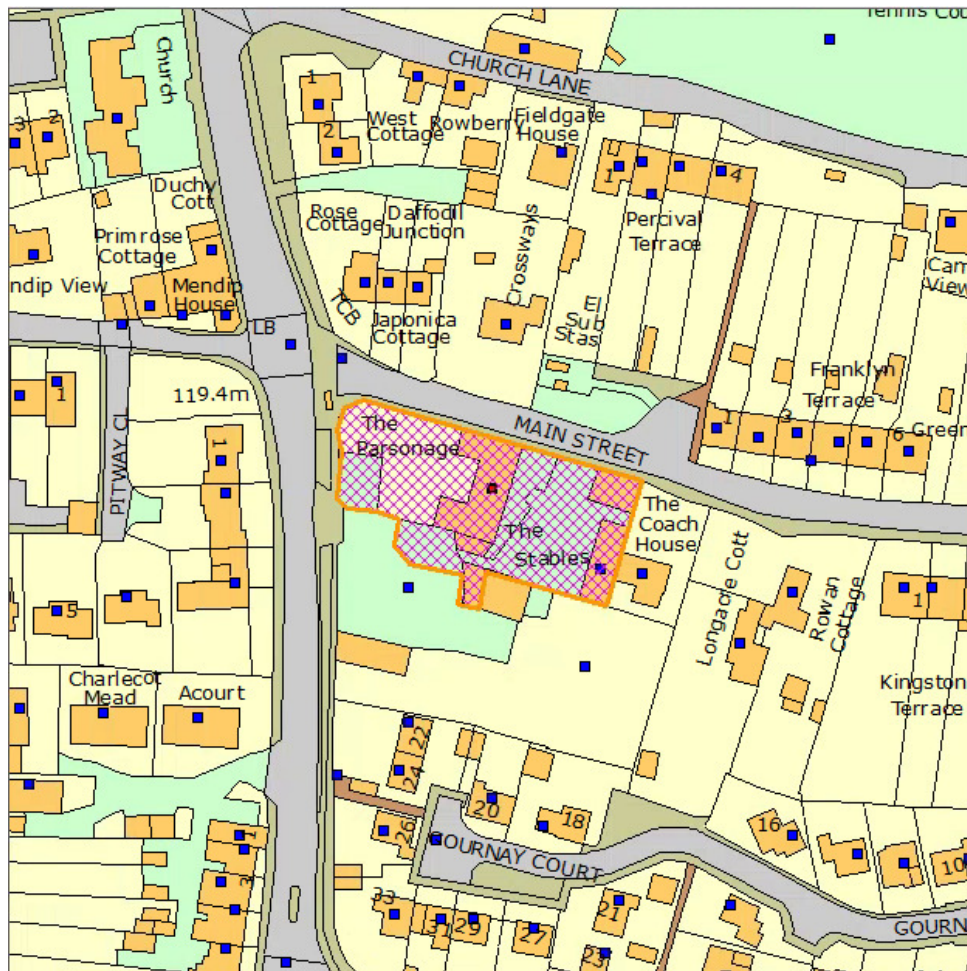 Tennis Cou
CHURCH LANE
Church
1
2
3
2
West
Cottage
Rowberry
Fieldgate
House
1
4
Duchy
Cott
Primrose
Cottage
Rose
Cottage
Daffodil
Junction
Crossways
Percival
Terrace
ndip View
Mendip
House
LB
TCB
Japonica
Cottage
El
Sub
Stas
Cam
View
1
119.4m
PITWAY CL
1
The
Parsonage
MAIN STREET
Franklyn
Terrace
1
3
6
Green
The
Stables
The
Coach
House
Longacre Cott
Rowan
Cottage
1
5
Charlecot
Mead
Acourt
Kingston
Terrace
22
24
20
18
26
16
10
GOURNAY COURT
1
3
33
31
29
27
21
23
GOURN